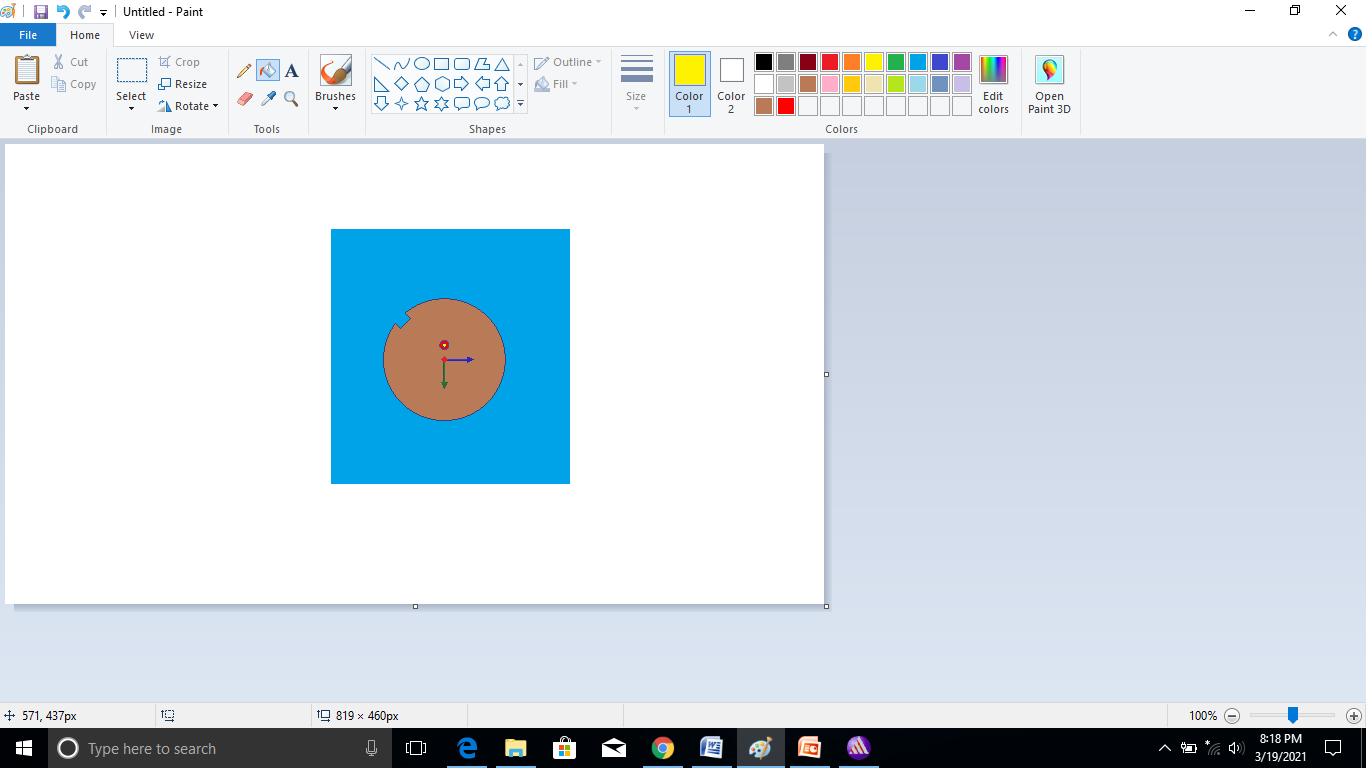 Untitled - Paint
File
Home
View
Paste
Cut
Copy
Clipboard
Select
Crop
Resize
Rotate
Image
A
Tools
Brushes
Outline
Fill
Shapes
Size
Color
1
Color
2
Edit
colors
Colors
Open
Paint 3D
571, 437px
819 × 460px
100%
Type here to search
8:18 PM
3/19/2021